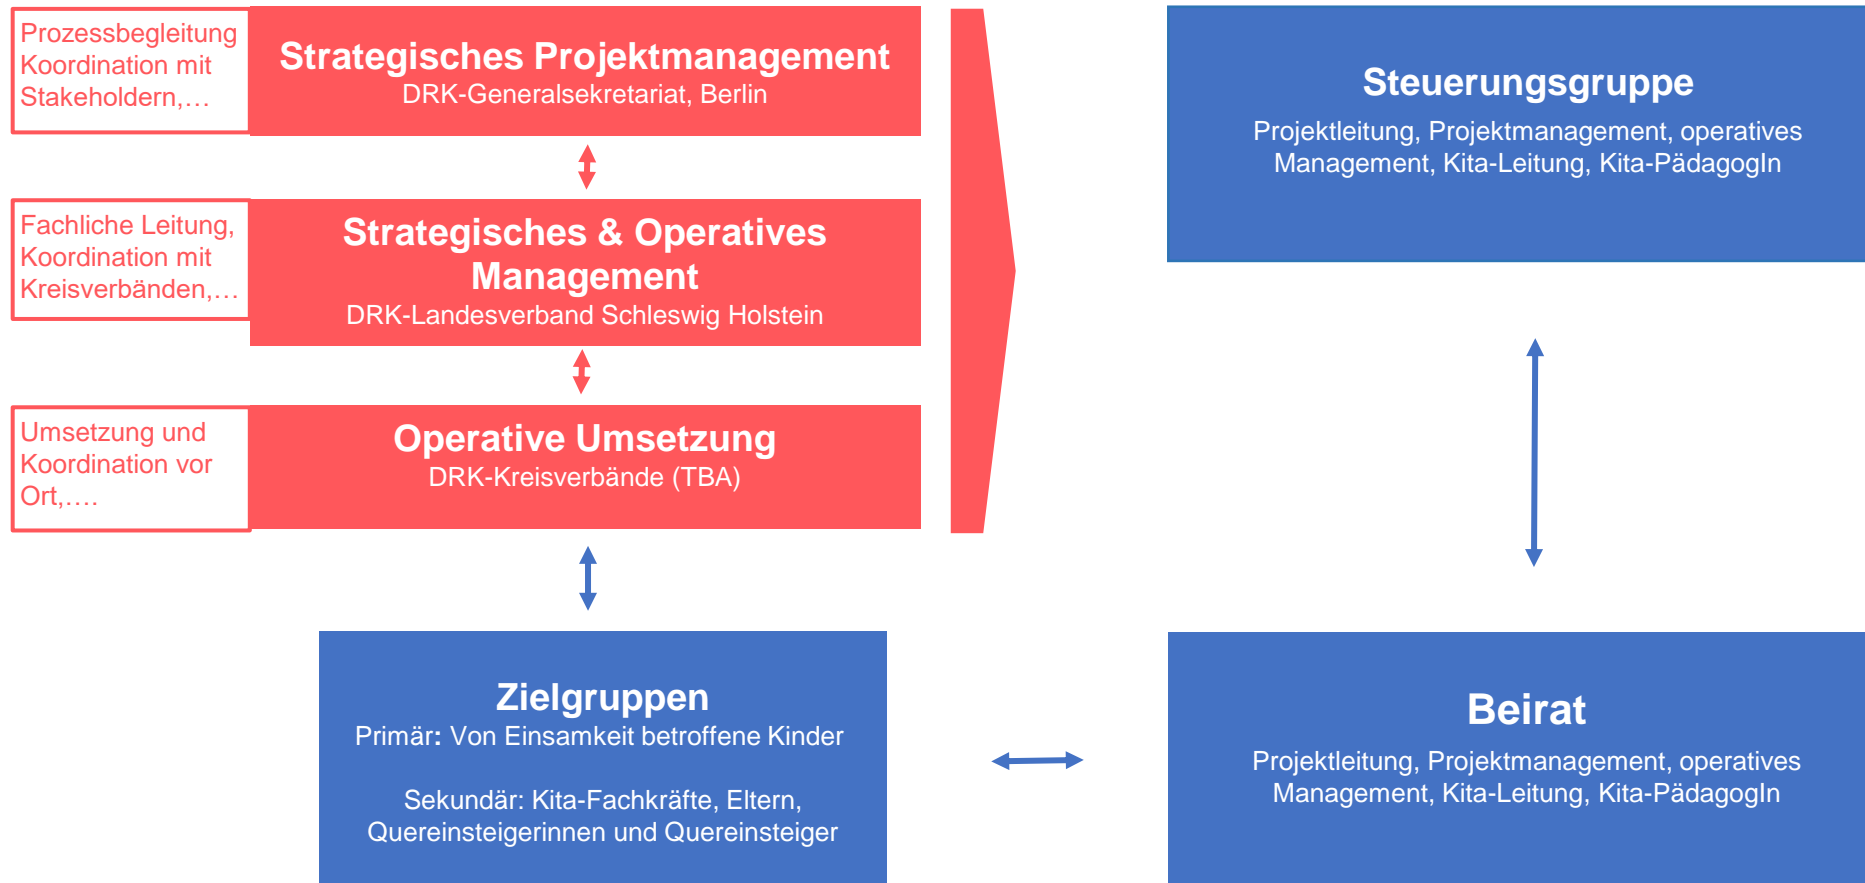 Prozessbegleitung
Koordination mit
Stakeholdern,…
Strategisches Projektmanagement
DRK-Generalsekretariat, Berlin
Fachliche Leitung,
Koordination mit
Kreisverbänden,…
Strategisches & Operatives
Management
DRK-Landesverband Schleswig Holstein
Umsetzung und
Koordination vor
Ort,….
Operative Umsetzung
DRK-Kreisverbände (TBA)
Zielgruppen
Primär: Von Einsamkeit betroffene Kinder
Sekundär: Kita-Fachkräfte, Eltern,
Quereinsteigerinnen und Quereinsteiger
Steuerungsgruppe
Projektleitung, Projektmanagement, operatives
Management, Kita-Leitung, Kita-PädagogIn
Beirat
Projektleitung, Projektmanagement, operatives
Management, Kita-Leitung, Kita-PädagogIn